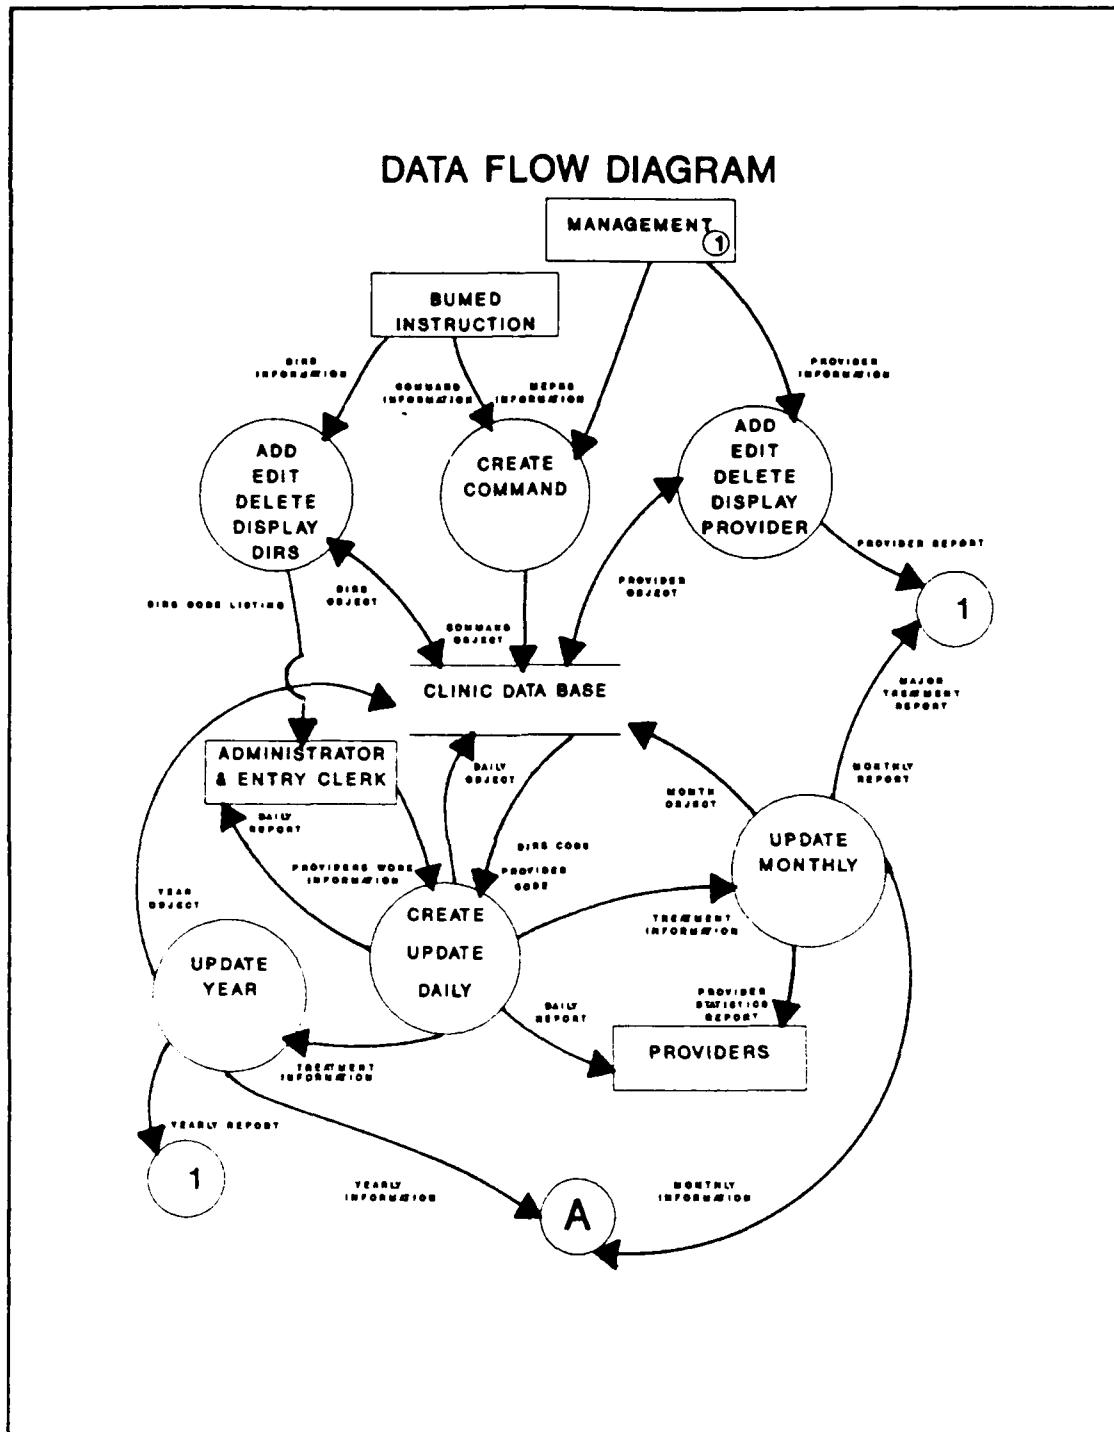 DATA FLOW DIAGRAM
MANAGEMENT
1
BUMED
INSTRUCTION
DIRS
INFORMATION
COMMAND
INFORMATION
MEPRS
INFORMATION
PROVIDER
INFORMATION
ADD
EDIT
DELETE
DISPLAY
DIRS
CREATE
COMMAND
ADD
EDIT
DELETE
DISPLAY
PROVIDER
PROVIDER REPORT
1
DIRS CODE LISTING
DIRS
OBJECT
COMMAND
OBJECT
PROVIDER
OBJECT
CLINIC DATA BASE
MAJOR
TREATMENT
REPORT
ADMINISTRATOR
& ENTRY CLERK
DAILY
OBJECT
MONTHLY
REPORT
MONTH
OBJECT
DAILY
REPORT
DIRS CODE
PROVIDER
CODE
PROVIDERS WORK
INFORMATION
UPDATE
MONTHLY
YEAR
OBJECT
CREATE
UPDATE
DAILY
TREATMENT
INFORMATION
UPDATE
YEAR
DAILY
REPORT
PROVIDER
STATISTICS
REPORT
PROVIDERS
TREATMENT
INFORMATION
YEARLY REPORT
1
YEARLY
INFORMATION
A
MONTHLY
INFORMATION